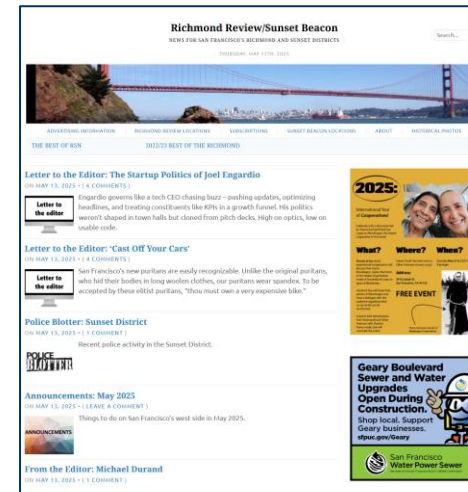 Richmond Review/Sunset Beacon
NEWS FOR SAN FRANCISCO'S RICHMOND AND SUNSET DISTRICTS
Search...
ADVERTISING INFORMATION RICHMOND REVIEW LOCATIONS SUBSCRIPTIONS SUNSET BEACON LOCATIONS ABOUT HISTORICAL PHOTOS
THE BEST OF RSN 2022/23 BEST OF THE RICHMOND
Letter to the Editor: The Startup Politics of Joel Engardio
ON MAY 13, 2025 • ( 6 COMMENTS )
Letter to
the editor
Engardio governs like a tech CEO chasing buzz – pushing updates, optimizing
headlines, and treating constituents like KPIs in a growth funnel. His politics
weren't shaped in town halls but cloned from pitch decks. High on optics, low on
usable code.
Letter to the Editor: 'Cast Off Your Cars'
ON MAY 13, 2025 • ( 4 COMMENTS )
Letter to
the editor
San Francisco's new puritans are easily recognizable. Unlike the original puritans,
who hid their bodies in long woolen clothes, our puritans wear spandex. To be
accepted by these elitist puritans, "thou must own a very expensive bike."
Police Blotter: Sunset District
ON MAY 13, 2025 • ( 1 COMMENT )
POLICE
BLOTTER
Recent police activity in the Sunset District.
Announcements: May 2025
ON MAY 13, 2025 • ( LEAVE A COMMENT )
ANNOUNCEMENTS
Things to do on San Francisco's west side in May 2025.
From the Editor: Michael Durand
ON MAY 13, 2025 • ( 1 COMMENT )
2025:
International Year
of Cooperatives!
What? Where? When?
FREE EVENT
Geary Boulevard
Sewer and Water
Upgrades
Open During
Construction.
Shop local. Support
Geary businesses.
sfpuc.gov/Geary
San Francisco
Water Power Sewer